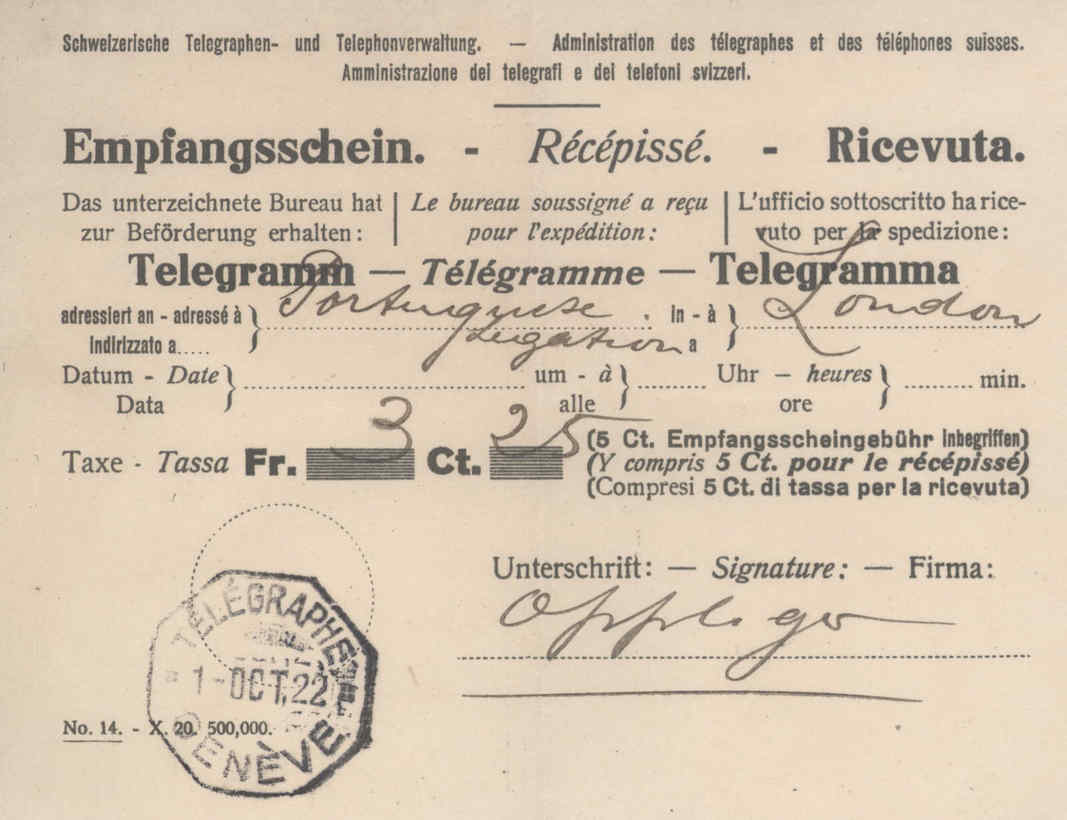 Schweizerische Telegraphen- und Telephonverwaltung. — Administration des télégraphes et des téléphones suisses.
Amministrazione dei telegrafi e dei telefoni svizzeri.
Empfangsschein. - Récépissé. - Ricevuta.
Das unterzeichnete Bureau hat zur Beförderung erhalten:
Le bureau soussigné a reçu pour l'expédition:
L'ufficio sottoscritto ha ricevuto per la spedizione:
Telegramm — Télégramme — Telegramma
adressiert an - adressé à } Portuguese . in - à } London
indirizzato a..... Legation a
Datum - Date } um - à } Uhr — heures } min.
Data alle ore
Taxe - Tassa Fr. 3 Ct. 25
(5 Ct. Empfangsscheingebühr inbegriffen)
(Y compris 5 Ct. pour le récépissé)
(Compresi 5 Ct. di tassa per la ricevuta)
Unterschrift: — Signature: — Firma:
Oppliger
TÉLÉGRAPHE
1-OCT.22
GENÈVE
No. 14. - X. 20. 500,000.